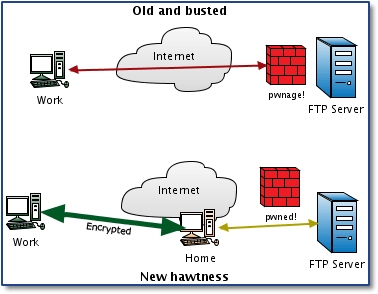 Old and busted
Internet
pwnage!
Work
FTP Server
Internet
Encrypted
pwned!
Work
Home
FTP Server
New hawtness